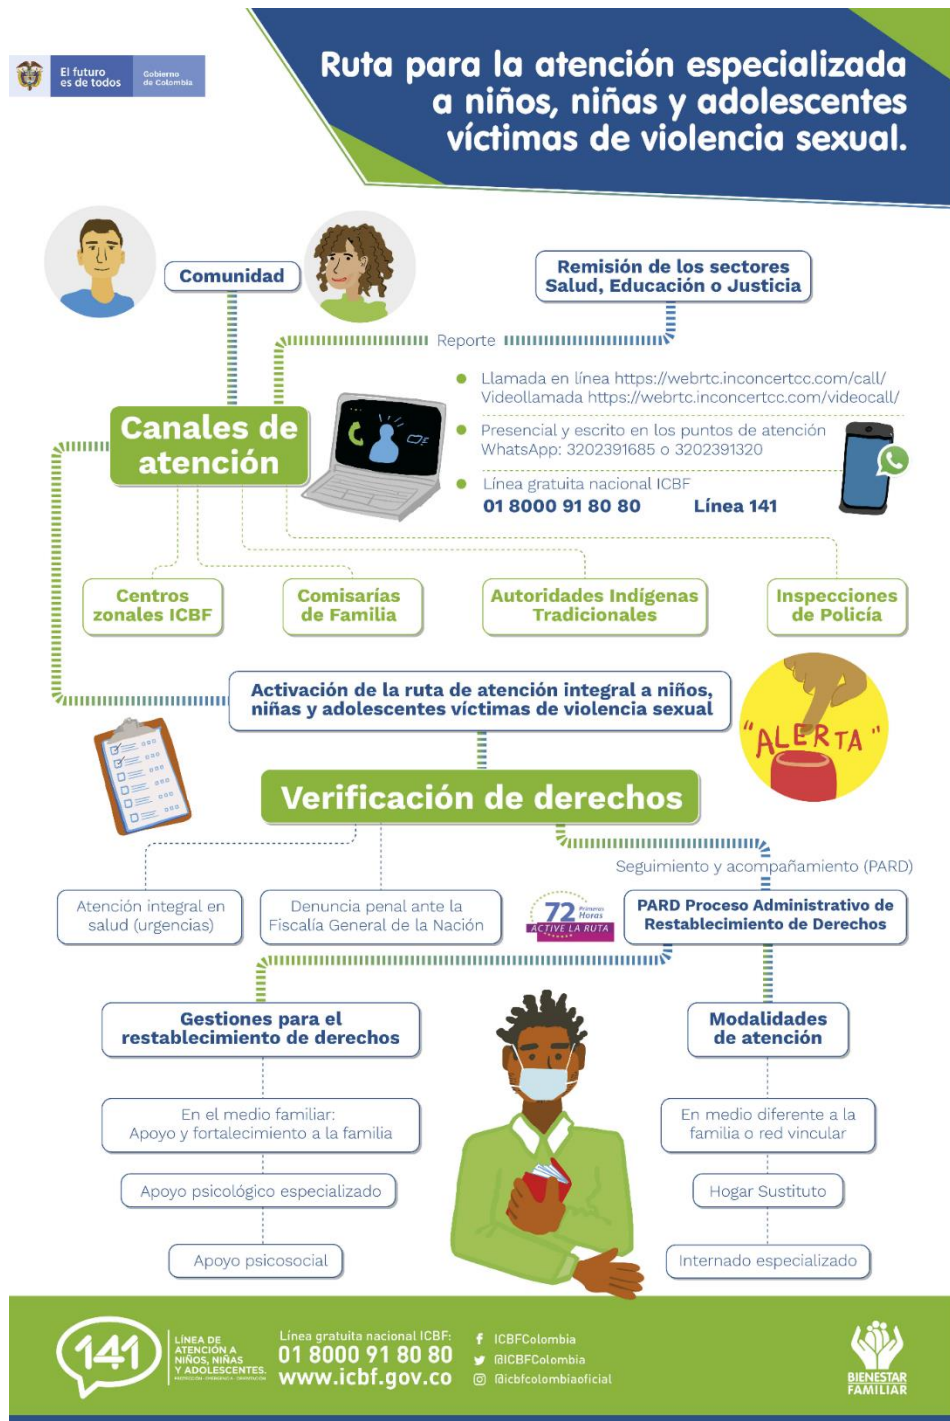 El futuro
es de todos
Gobierno
de Colombia
Ruta para la atención especializada
a niños, niñas y adolescentes
víctimas de violencia sexual.
Comunidad
Remisión de los sectores
Salud, Educación o Justicia
Reporte
Canales de
atención
Llamada en línea https://webrtc.inconcertcc.com/call/
Videollamada https://webrtc.inconcertcc.com/videocall/
Presencial y escrito en los puntos de atención
WhatsApp: 3202391685 o 3202391320
Línea gratuita nacional ICBF
01 8000 91 80 80 Línea 141
Centros
zonales ICBF
Comisarías
de Familia
Autoridades Indígenas
Tradicionales
Inspecciones
de Policía
Activación de la ruta de atención integral a niños,
niñas y adolescentes víctimas de violencia sexual
"ALERTA"
Verificación de derechos
Seguimiento y acompañamiento (PARD)
Atención integral en
salud (urgencias)
Denuncia penal ante la
Fiscalía General de la Nación
72 Primeras
Horas
ACTIVE LA RUTA
PARD Proceso Administrativo de
Restablecimiento de Derechos
Gestiones para el
restablecimiento de derechos
Modalidades
de atención
En el medio familiar:
Apoyo y fortalecimiento a la familia
En medio diferente a la
familia o red vincular
Apoyo psicológico especializado
Hogar Sustituto
Apoyo psicosocial
Internado especializado
141
LÍNEA DE
ATENCIÓN A
NIÑOS, NIÑAS
Y ADOLESCENTES.
Línea gratuita nacional ICBF:
01 8000 91 80 80
www.icbf.gov.co
ICBFColombia
@ICBFColombia
@icbfcolombiaoficial
BIENESTAR
FAMILIAR